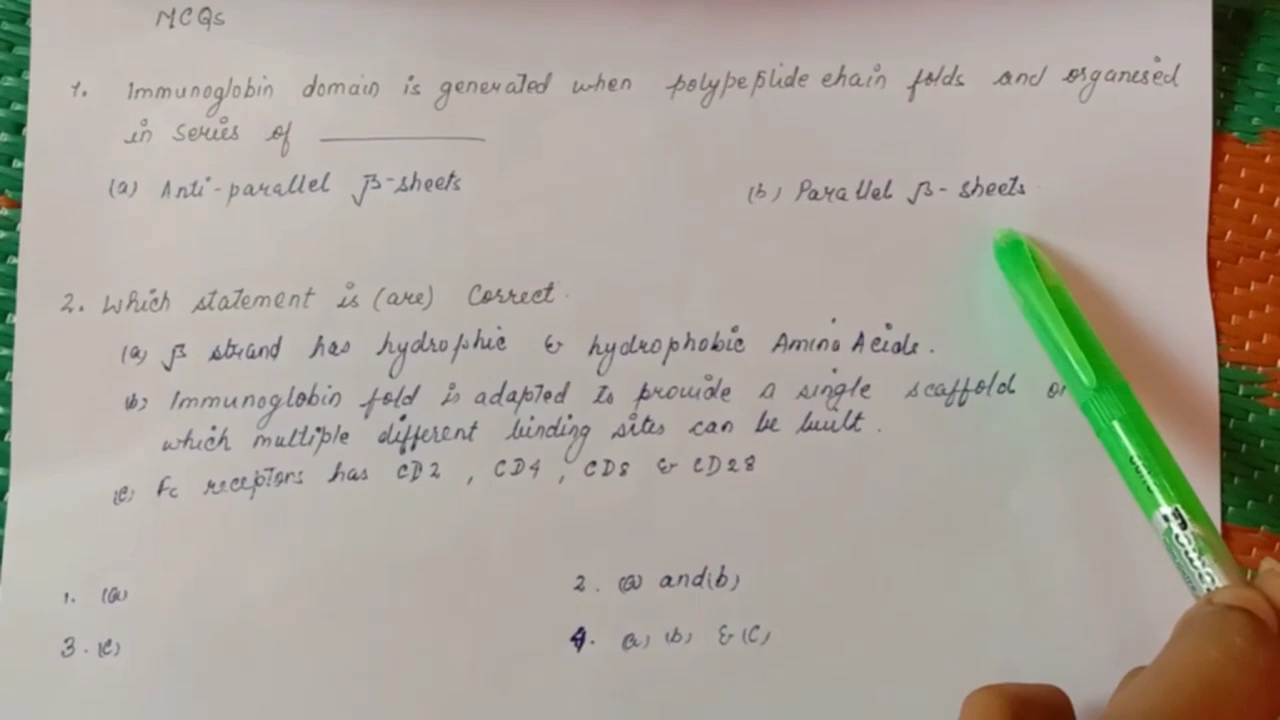 MCQs
1. Immunoglobin domain is generated when polypeptide chain folds and organised
in series of
(a) Anti-parallel β-sheets (b) Parallel β-sheets
2. Which statement is (are) Correct.
(a) β strand has hydrophic & hydrophobic Amino Acids.
(b) Immunoglobin fold is adapted to provide a single scaffold
which multiple different binding sites can be built.
(c) Fc receptors has CD2, CD4, CD8 & CD28
1. (a) 2. (a) and (b)
3. (c) 4. a) (b) & (c)